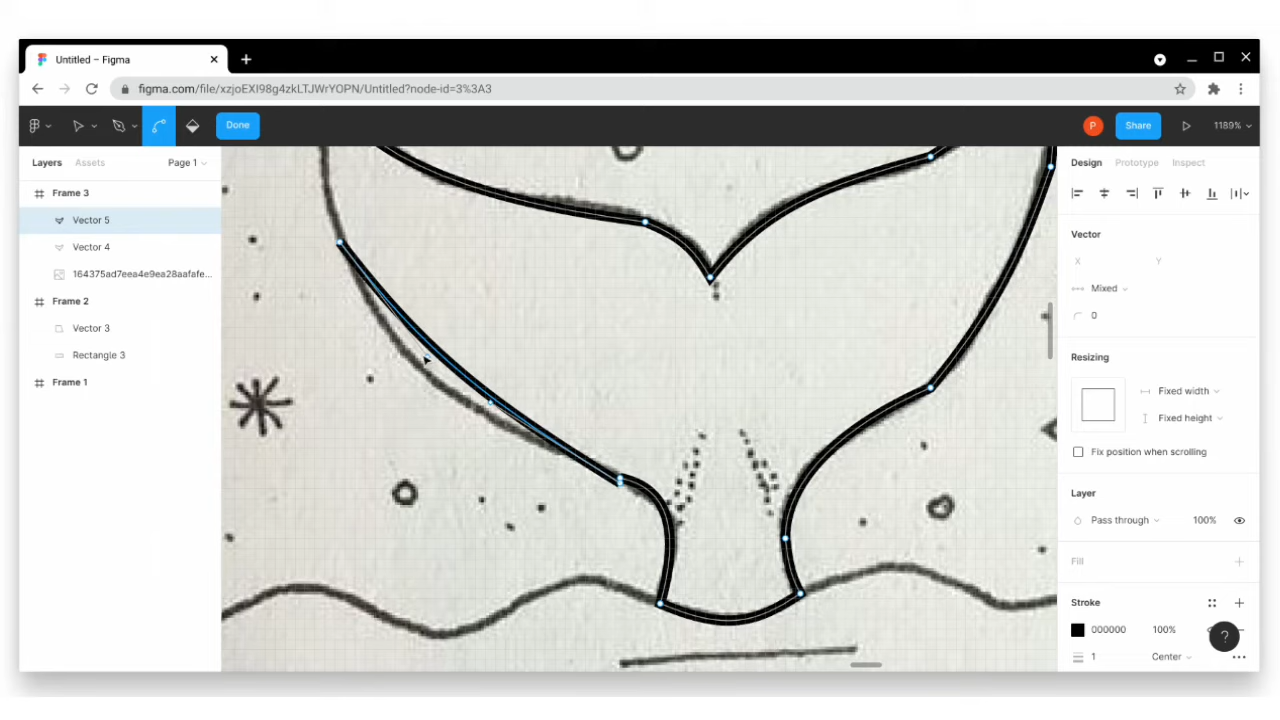 Untitled – Figma
figma.com/file/xzjoEXI98g4zkLTJWrYOPN/Untitled?node-id=3%3A3
Done
P
Share
1189%
Layers
Assets
Page 1
Design
Prototype
Inspect
Frame 3
Vector 5
Vector 4
164375ad7eea4e9ea28aafafe...
Frame 2
Vector 3
Rectangle 3
Frame 1
Vector
X
Y
Mixed
0
Resizing
Fixed width
Fixed height
Fix position when scrolling
Layer
Pass through
100%
Fill
Stroke
000000
100%
?
1
Center